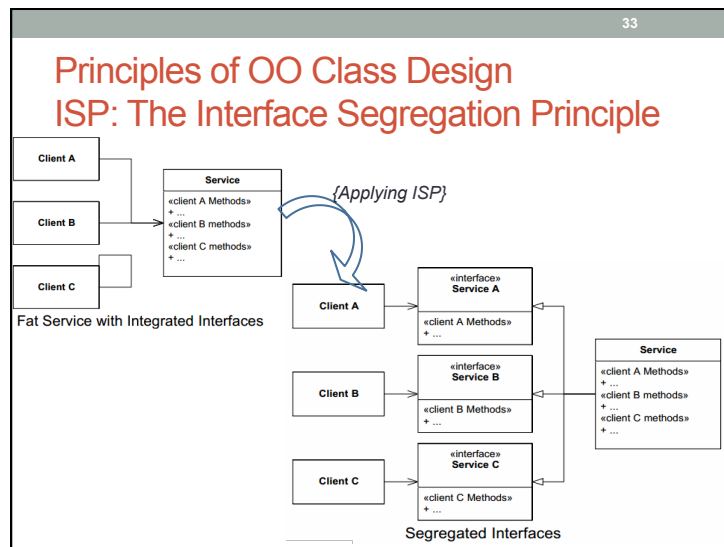 33
Principles of OO Class Design
ISP: The Interface Segregation Principle
Client A
Client B
Client C
Service
«client A Methods»
+ ...
«client B methods»
+ ...
«client C methods»
+ ...
Fat Service with Integrated Interfaces
{Applying ISP}
Client A
Client B
Client C
«interface»
Service A
«client A Methods»
+ ...
«interface»
Service B
«client B Methods»
+ ...
«interface»
Service C
«client C Methods»
+ ...
Service
«client A Methods»
+ ...
«client B methods»
+ ...
«client C methods»
+ ...
Segregated Interfaces